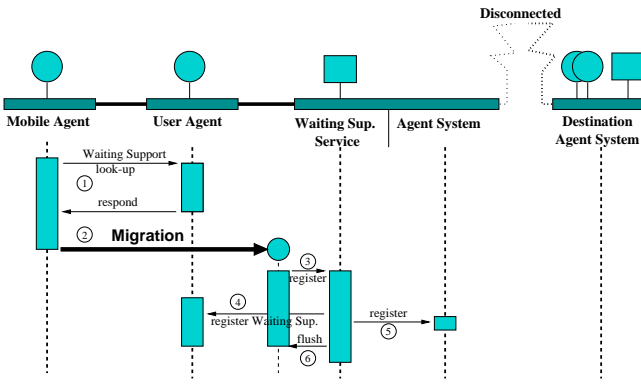 Disconnected
Mobile Agent
User Agent
Waiting Sup.
Service
Agent System
Destination
Agent System
Waiting Support
look-up
1
respond
2
Migration
3
register
4
register Waiting Sup.
register
5
flush
6